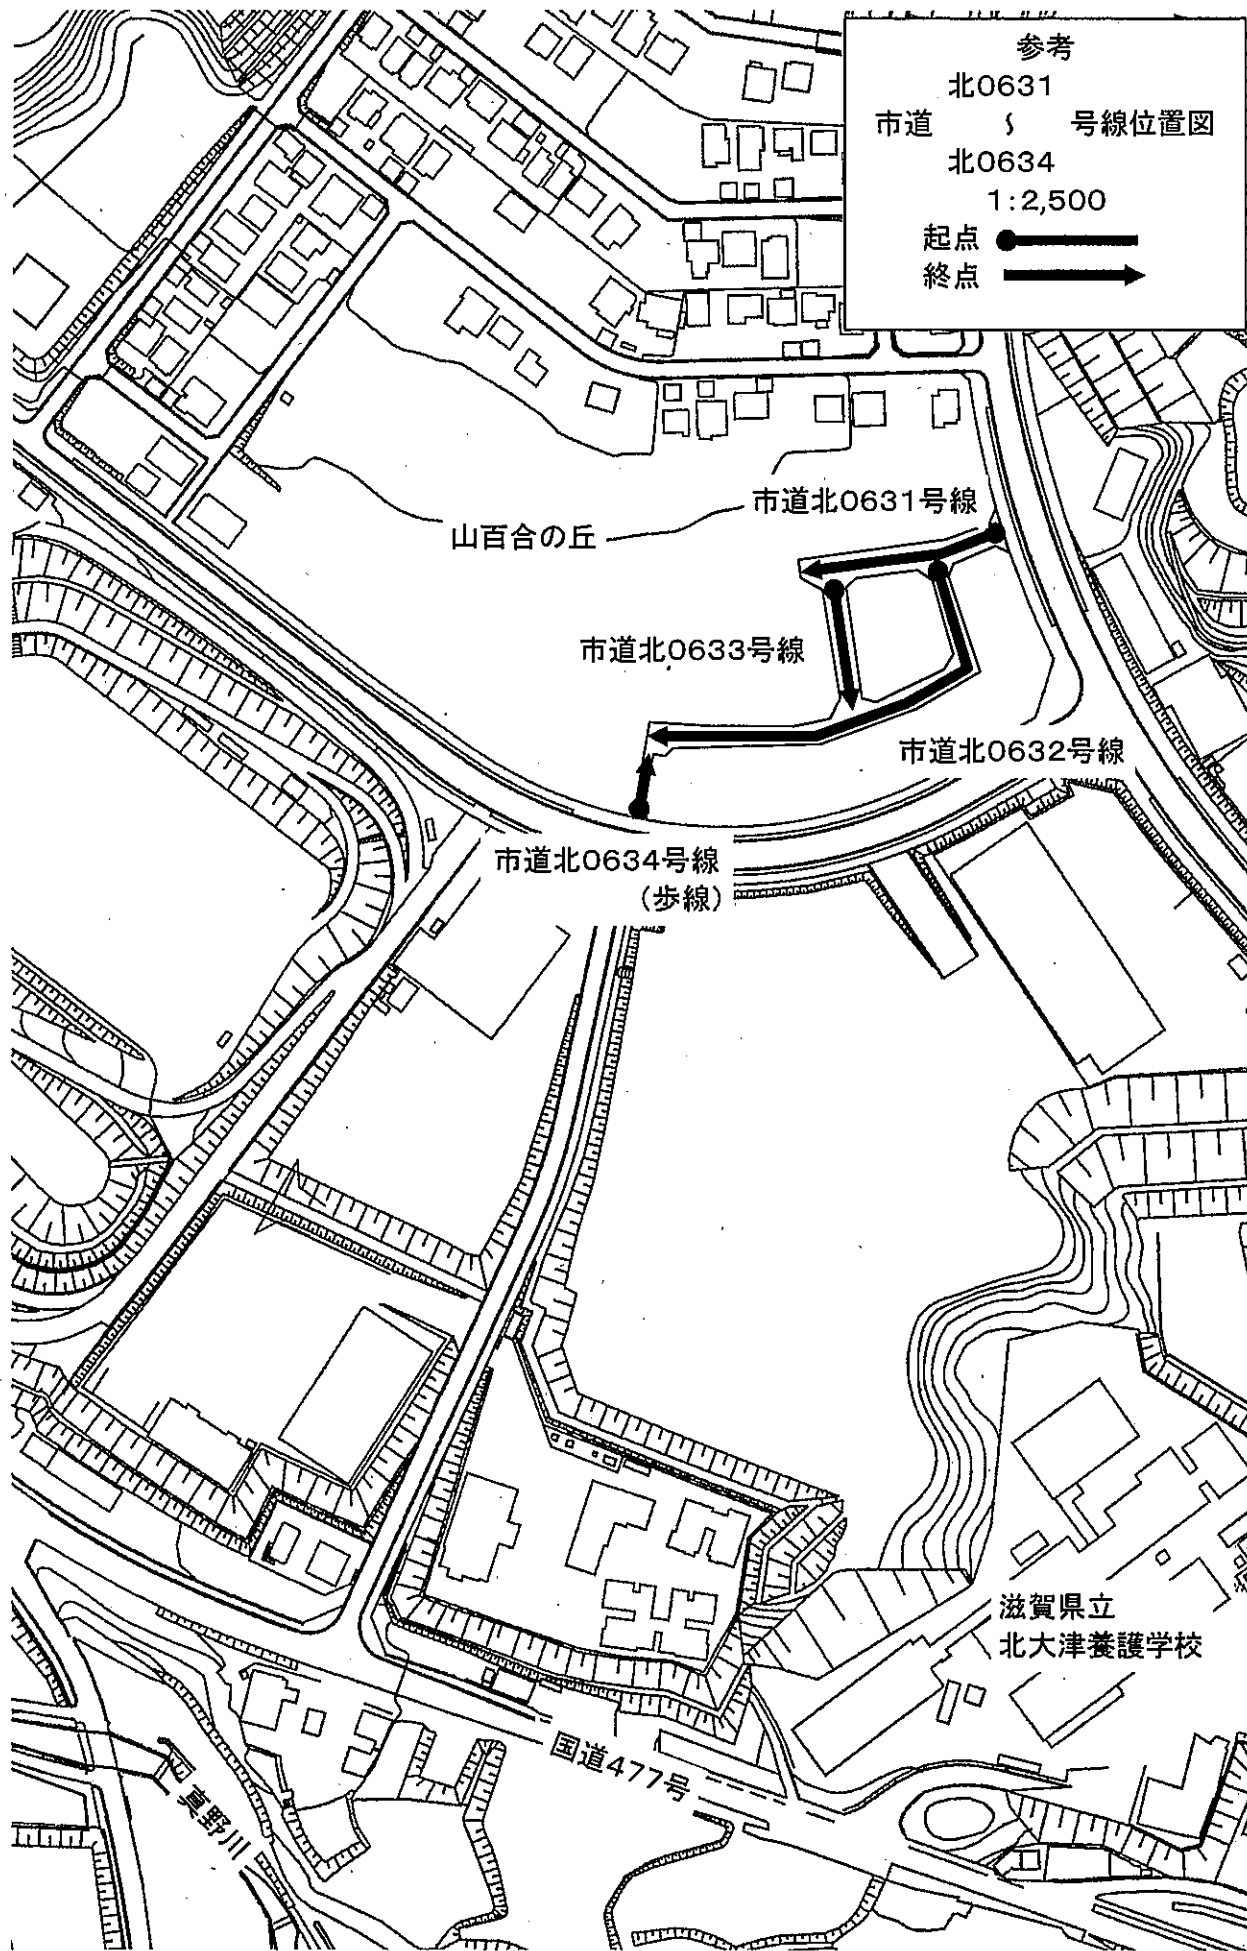 参考
北0631
市道 ~ 号線位置図
北0634
1:2,500
起点
終点
市道北0631号線
山百合の丘
市道北0633号線
市道北0632号線
市道北0634号線
(歩線)
滋賀県立
北大津養護学校
国道477号
真野川